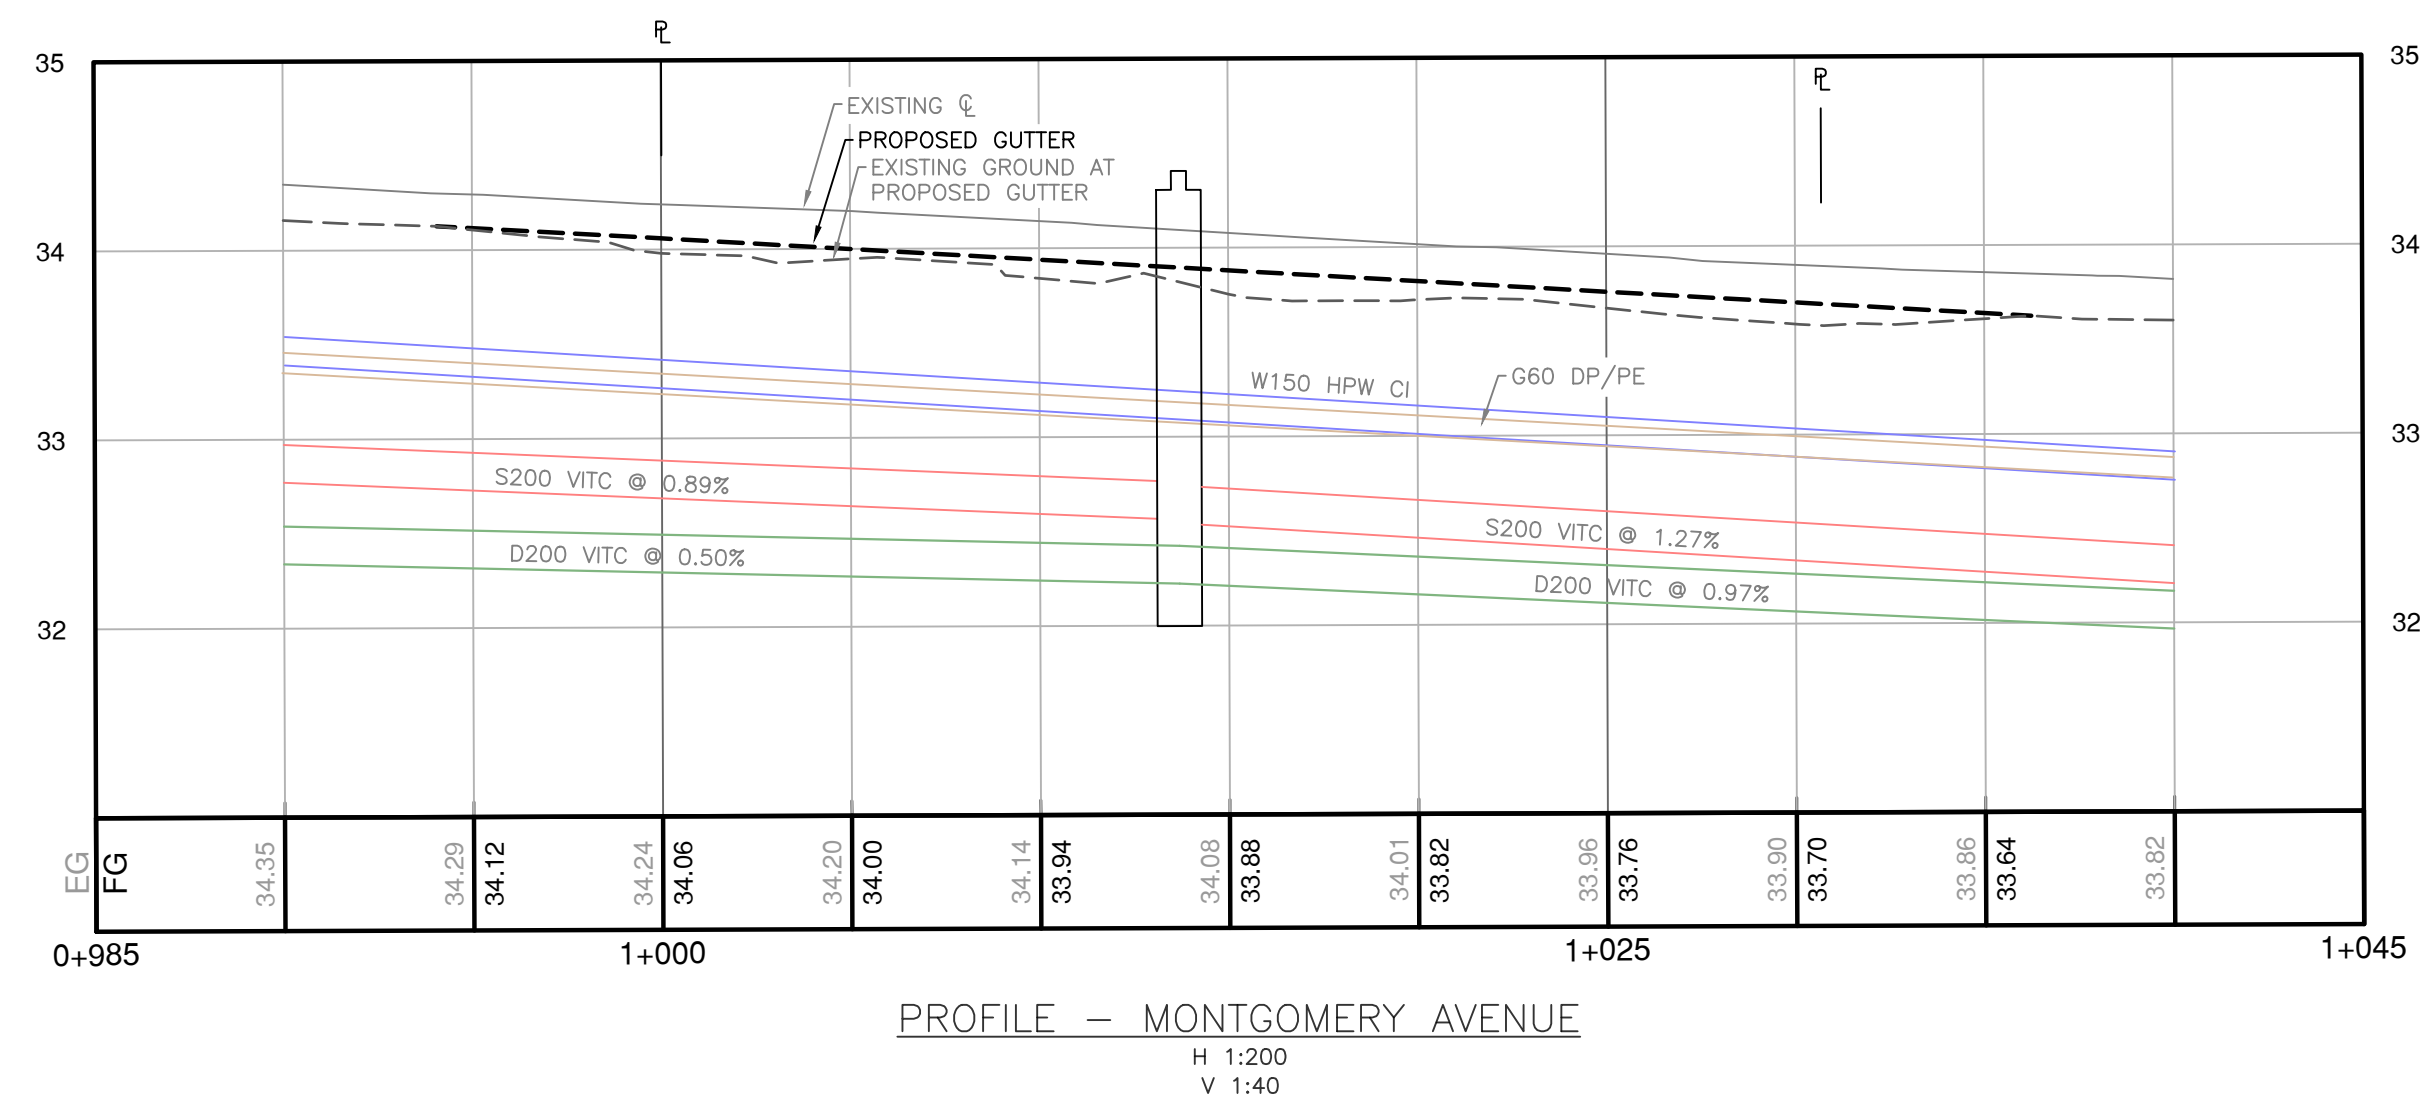 ℄
35
35
℄
EXISTING ℄
PROPOSED GUTTER
EXISTING GROUND AT
PROPOSED GUTTER
34
34
W150 HPW CI
G60 DP/PE
33
33
S200 VITC @ 0.89%
S200 VITC @ 1.27%
D200 VITC @ 0.50%
D200 VITC @ 0.97%
32
32
EG
FG
34.35
34.29
34.12
34.24
34.06
34.20
34.00
34.14
33.94
34.08
33.88
34.01
33.82
33.96
33.76
33.90
33.70
33.86
33.64
33.82
0+985
1+000
1+025
1+045
PROFILE – MONTGOMERY AVENUE
H 1:200
V 1:40